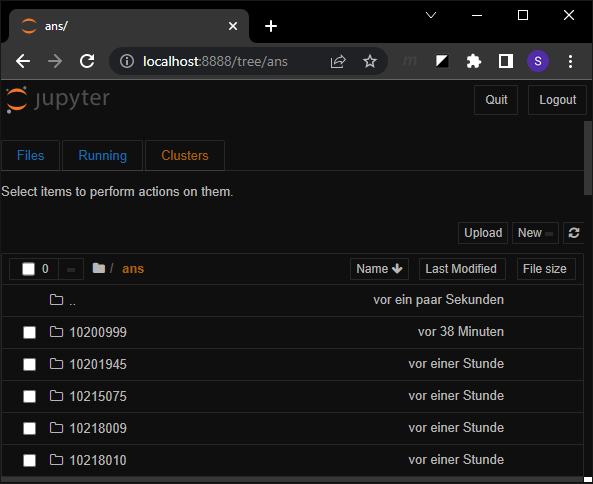 ans/
localhost:8888/tree/ans
m
S
jupyter
Quit
Logout
Files
Running
Clusters
Select items to perform actions on them.
Upload
New
0
/ ans
Name
Last Modified
File size
.. vor ein paar Sekunden
10200999 vor 38 Minuten
10201945 vor einer Stunde
10215075 vor einer Stunde
10218009 vor einer Stunde
10218010 vor einer Stunde